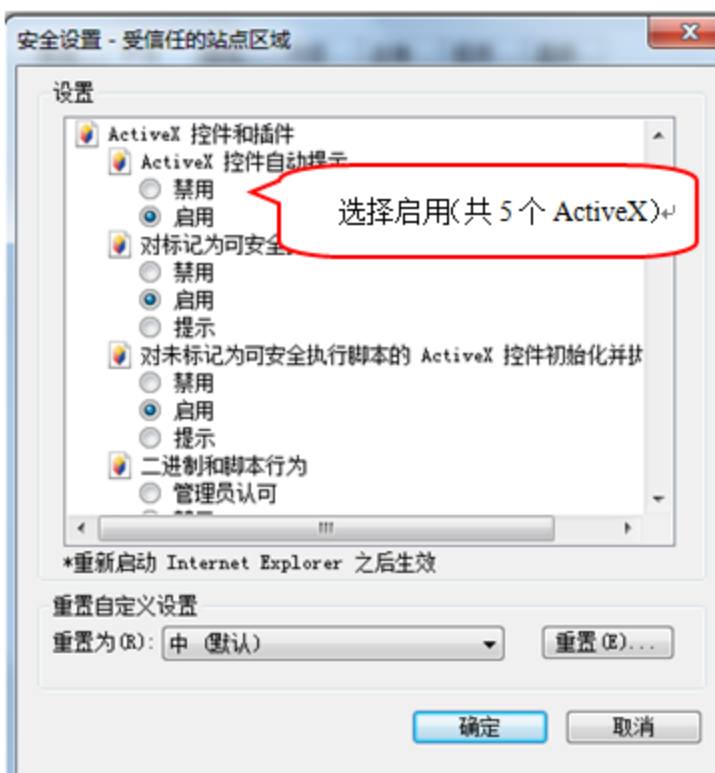 安全设置 - 受信任的站点区域
设置
ActiveX 控件和插件
ActiveX 控件自动提示
禁用
启用
选择启用(共 5 个 ActiveX)
对标记为可安全
禁用
启用
提示
对未标记为可安全执行脚本的 ActiveX 控件初始化并执
禁用
启用
提示
二进制和脚本行为
管理员认可
*重新启动 Internet Explorer 之后生效
重置自定义设置
重置为(R): 中 (默认)
重置(E)...
确定 取消